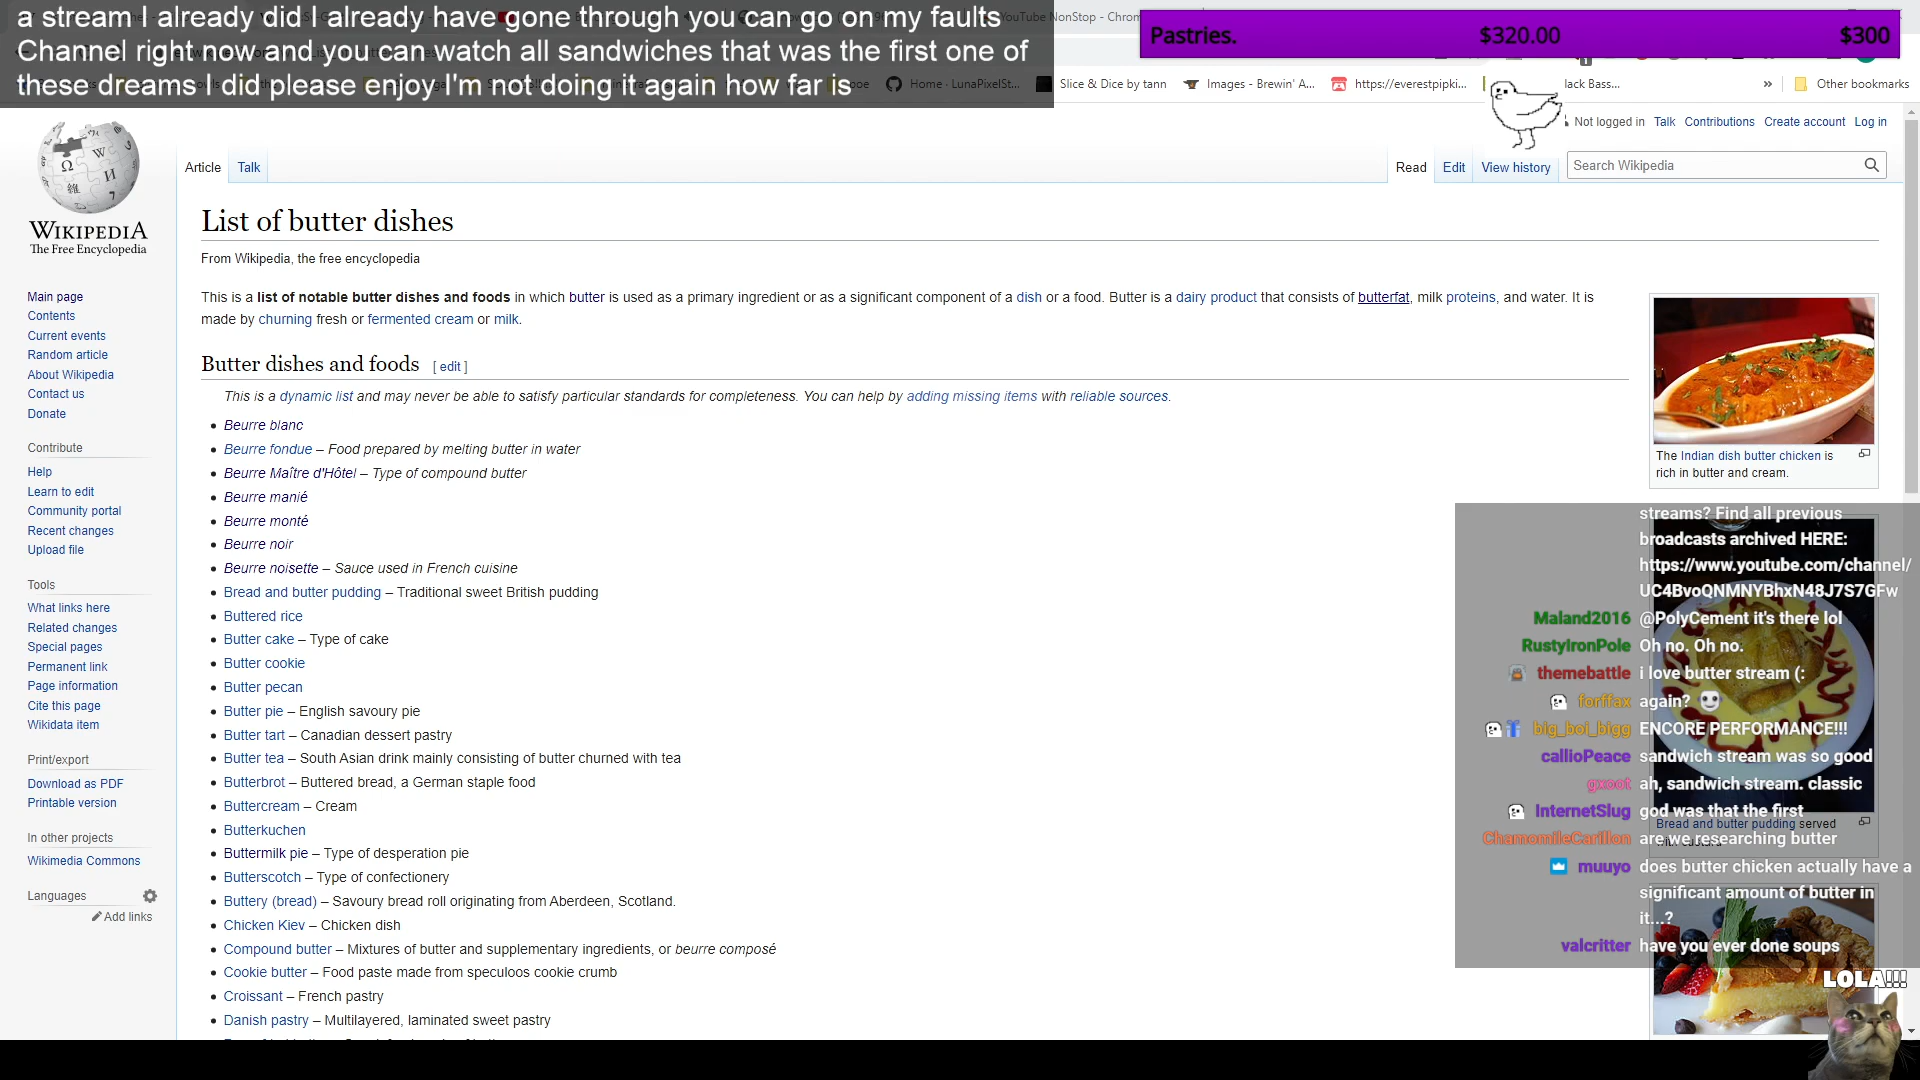 a stream I already did I already have gone through you can go on my faults
Channel right now and you can watch all sandwiches that was the first one of
these dreams I did please enjoy I'm not doing it again how far is
Pastries. $320.00 $300
YouTube NonStop - Chrom
Home · LunaPixelSt... Slice & Dice by tann Images - Brewin' A... https://everestpipki... lack Bass... » Other bookmarks
Not logged in Talk Contributions Create account Log in
Article Talk Read Edit View history Search Wikipedia
WIKIPEDIA
The Free Encyclopedia
Main page
Contents
Current events
Random article
About Wikipedia
Contact us
Donate
Contribute
Help
Learn to edit
Community portal
Recent changes
Upload file
Tools
What links here
Related changes
Special pages
Permanent link
Page information
Cite this page
Wikidata item
Print/export
Download as PDF
Printable version
In other projects
Wikimedia Commons
Languages
Add links
List of butter dishes
From Wikipedia, the free encyclopedia
This is a list of notable butter dishes and foods in which butter is used as a primary ingredient or as a significant component of a dish or a food. Butter is a dairy product that consists of butterfat, milk proteins, and water. It is
made by churning fresh or fermented cream or milk.
Butter dishes and foods [ edit ]
This is a dynamic list and may never be able to satisfy particular standards for completeness. You can help by adding missing items with reliable sources.
• Beurre blanc
• Beurre fondue – Food prepared by melting butter in water
• Beurre Maître d'Hôtel – Type of compound butter
• Beurre manié
• Beurre monté
• Beurre noir
• Beurre noisette – Sauce used in French cuisine
• Bread and butter pudding – Traditional sweet British pudding
• Buttered rice
• Butter cake – Type of cake
• Butter cookie
• Butter pecan
• Butter pie – English savoury pie
• Butter tart – Canadian dessert pastry
• Butter tea – South Asian drink mainly consisting of butter churned with tea
• Butterbrot – Buttered bread, a German staple food
• Buttercream – Cream
• Butterkuchen
• Buttermilk pie – Type of desperation pie
• Butterscotch – Type of confectionery
• Buttery (bread) – Savoury bread roll originating from Aberdeen, Scotland.
• Chicken Kiev – Chicken dish
• Compound butter – Mixtures of butter and supplementary ingredients, or beurre composé
• Cookie butter – Food paste made from speculoos cookie crumb
• Croissant – French pastry
• Danish pastry – Multilayered, laminated sweet pastry
The Indian dish butter chicken is
rich in butter and cream.
streams? Find all previous
broadcasts archived HERE:
https://www.youtube.com/channel/
UC4BvoQNMNYBhxN48J7S7GFw
Maland2016 @PolyCement it's there lol
RustyIronPole Oh no. Oh no.
themebattle i love butter stream (:
forffax again?
big_boi_bigg ENCORE PERFORMANCE!!!
callioPeace sandwich stream was so good
gxoot ah, sandwich stream. classic
InternetSlug god was that the first
Bread and butter pudding served
ChamomileCarillon are we researching butter
muuyo does butter chicken actually have a
significant amount of butter in
it...?
valcritter have you ever done soups
LOLA!!!